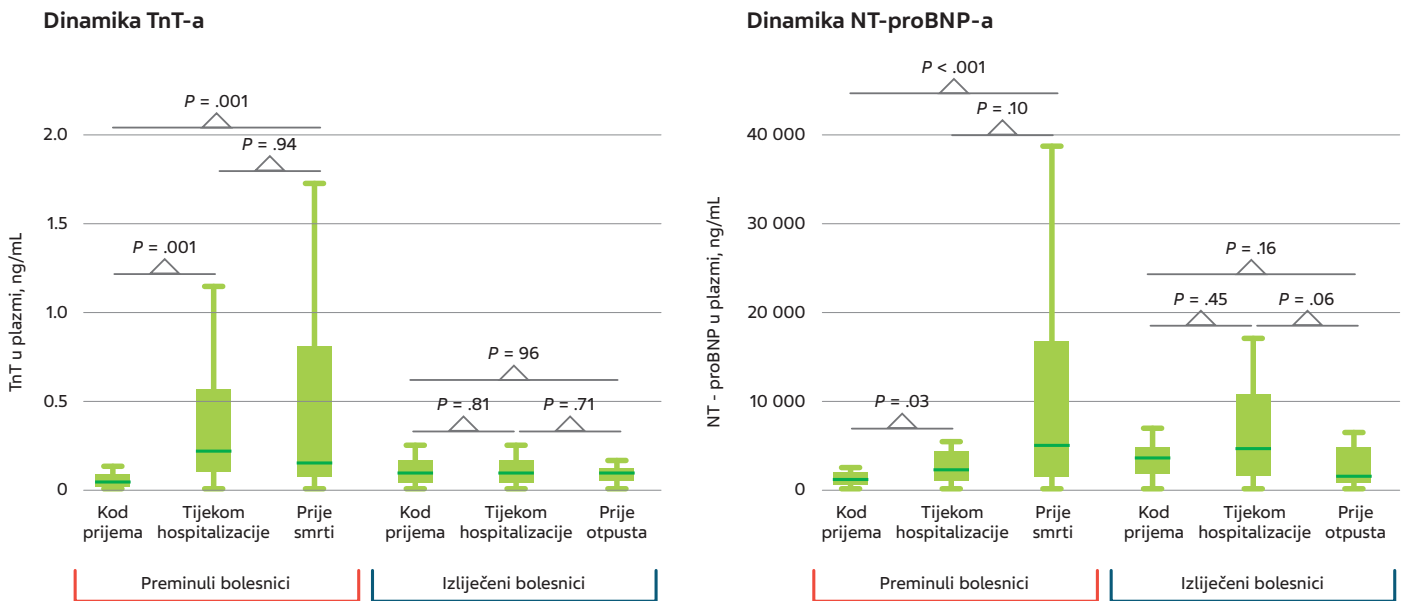 Dinamika TnT-a
TnT u plazmi, ng/mL
2.0
1.5
1.0
0.5
0
P = .001
P = .94
P = .001
P = 96
P = .81
P = .71
Kod prijema
Tijekom hospitalizacije
Prije smrti
Kod prijema
Tijekom hospitalizacije
Prije otpusta
Preminuli bolesnici
Izliječeni bolesnici
Dinamika NT-proBNP-a
NT - proBNP u plazmi, ng/mL
40 000
30 000
20 000
10 000
0
P < .001
P = .10
P = .03
P = .16
P = .45
P = .06
Kod prijema
Tijekom hospitalizacije
Prije smrti
Kod prijema
Tijekom hospitalizacije
Prije otpusta
Preminuli bolesnici
Izliječeni bolesnici